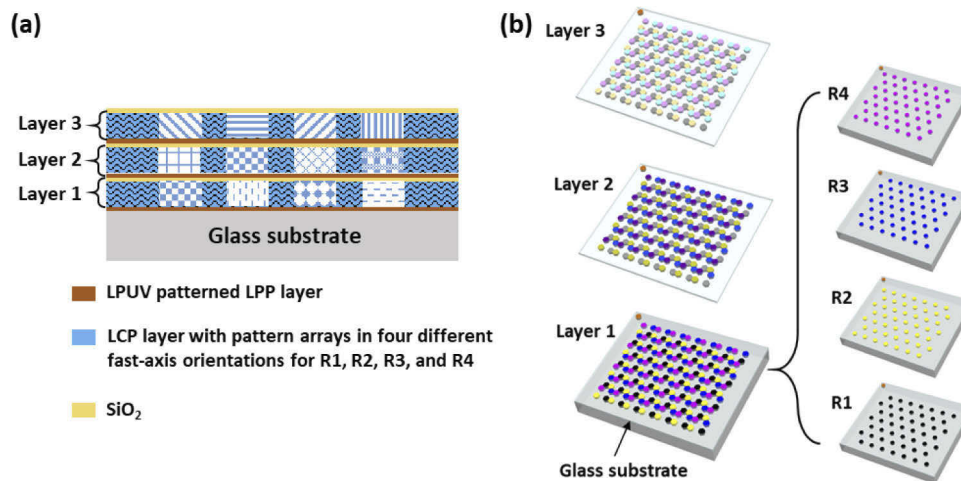 (a)
Layer 3
Layer 2
Layer 1
Glass substrate
LPUV patterned LPP layer
LCP layer with pattern arrays in four different
fast-axis orientations for R1, R2, R3, and R4
SiO₂
(b)
Layer 3
Layer 2
Layer 1
Glass substrate
R4
R3
R2
R1